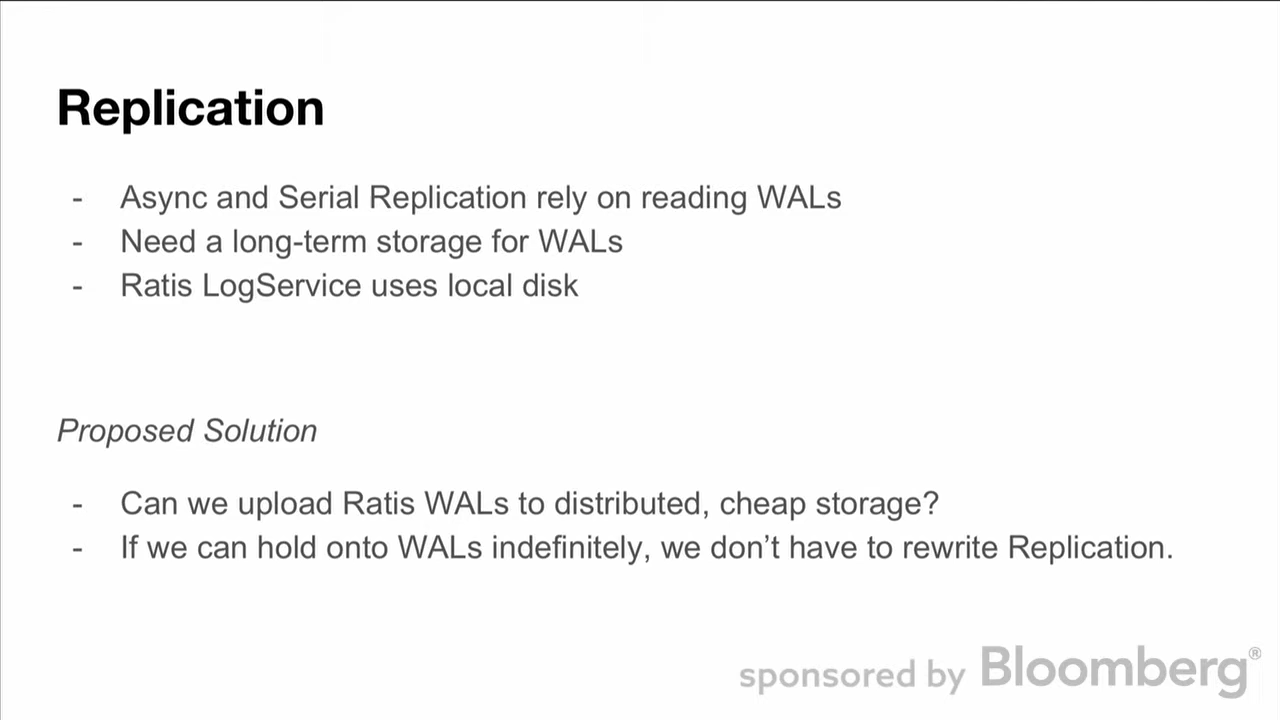 Replication
- Async and Serial Replication rely on reading WALs
- Need a long-term storage for WALs
- Ratis LogService uses local disk
Proposed Solution
- Can we upload Ratis WALs to distributed, cheap storage?
- If we can hold onto WALs indefinitely, we don’t have to rewrite Replication.
sponsored by Bloomberg®